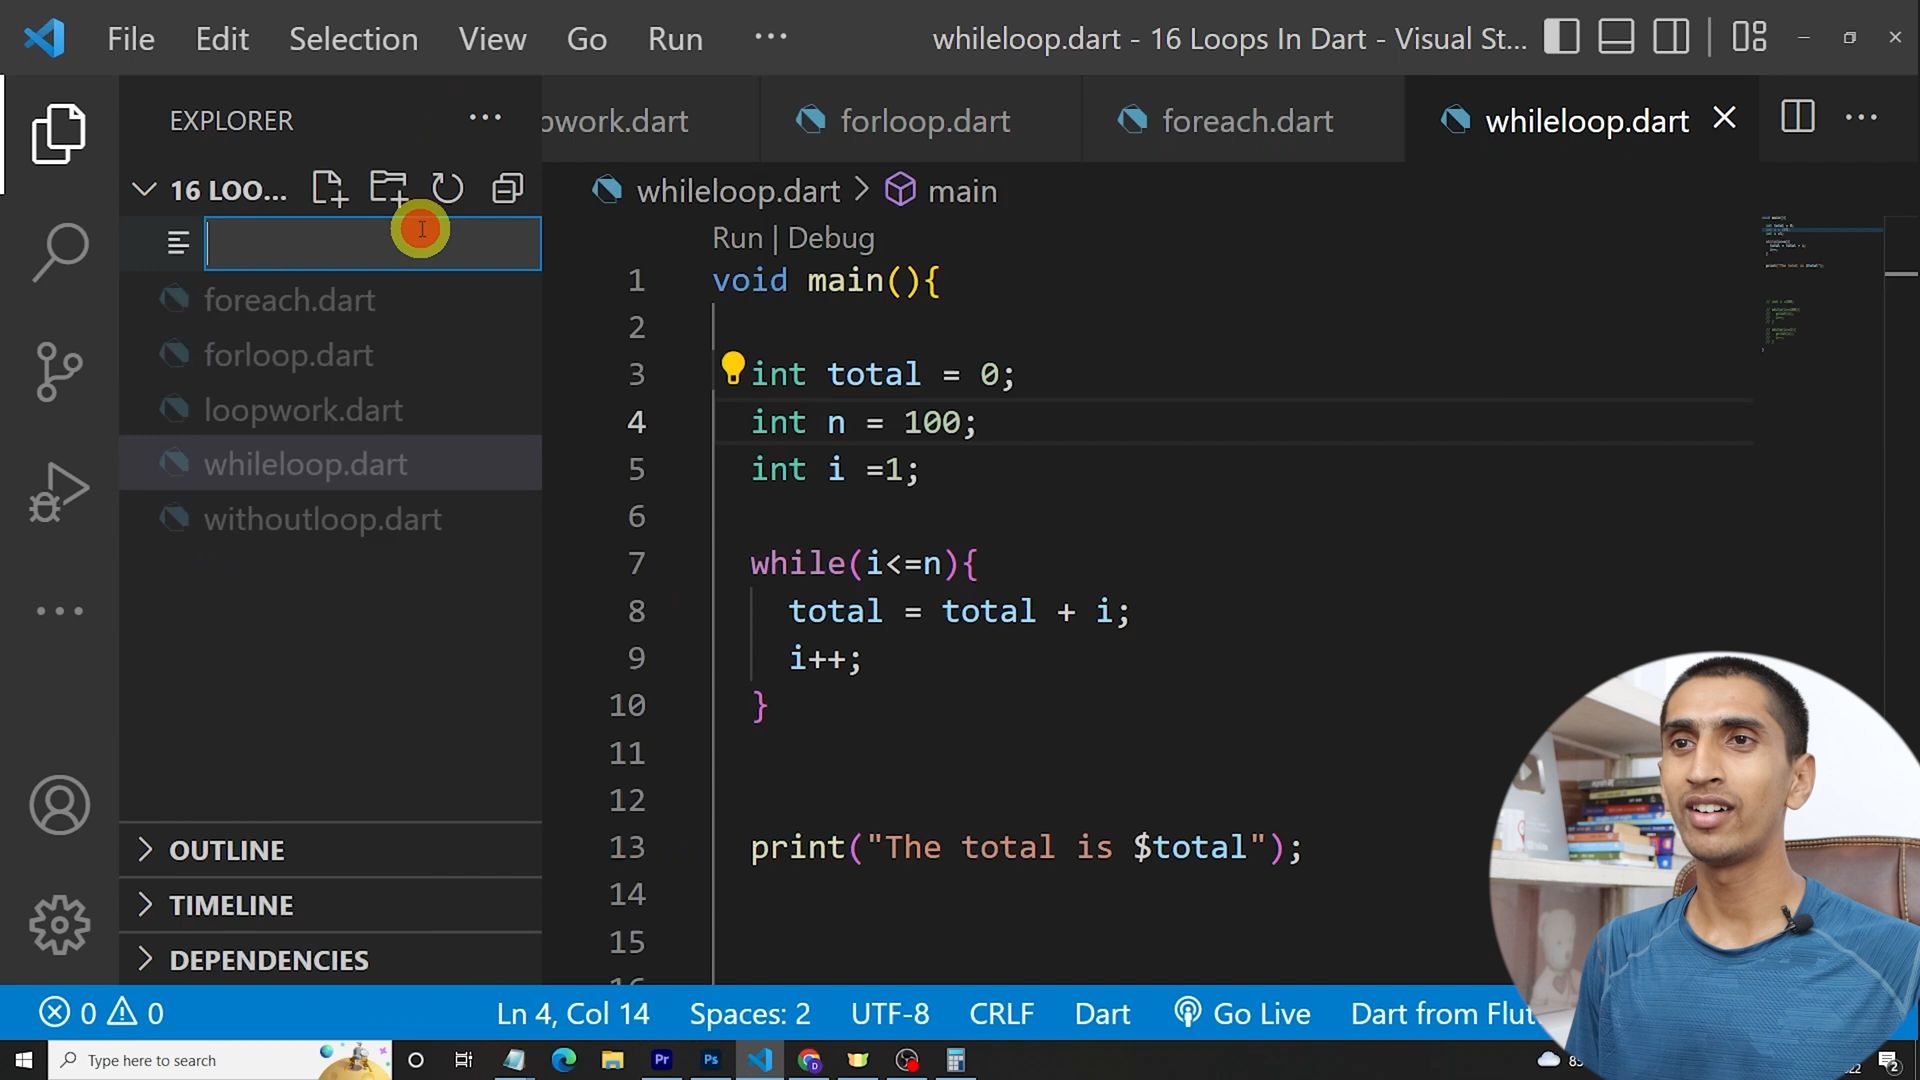 File Edit Selection View Go Run ...
whileloop.dart - 16 Loops In Dart - Visual St...
EXPLORER
pwork.dart forloop.dart foreach.dart whileloop.dart
16 LOO...
whileloop.dart > main
Run | Debug
foreach.dart
forloop.dart
loopwork.dart
whileloop.dart
withoutloop.dart
OUTLINE
TIMELINE
DEPENDENCIES
1 void main(){
2
3 int total = 0;
4 int n = 100;
5 int i =1;
6
7 while(i<=n){
8 total = total + i;
9 i++;
10 }
11
12
13 print("The total is $total");
14
15
0 0 Ln 4, Col 14 Spaces: 2 UTF-8 CRLF Dart Go Live Dart from Flut
Type here to search